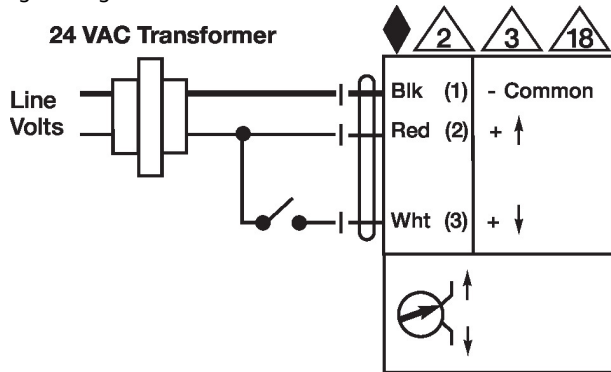 24 VAC Transformer
2
3
18
Line
Volts
Blk (1) - Common
Red (2) + ↑
Wht (3) + ↓